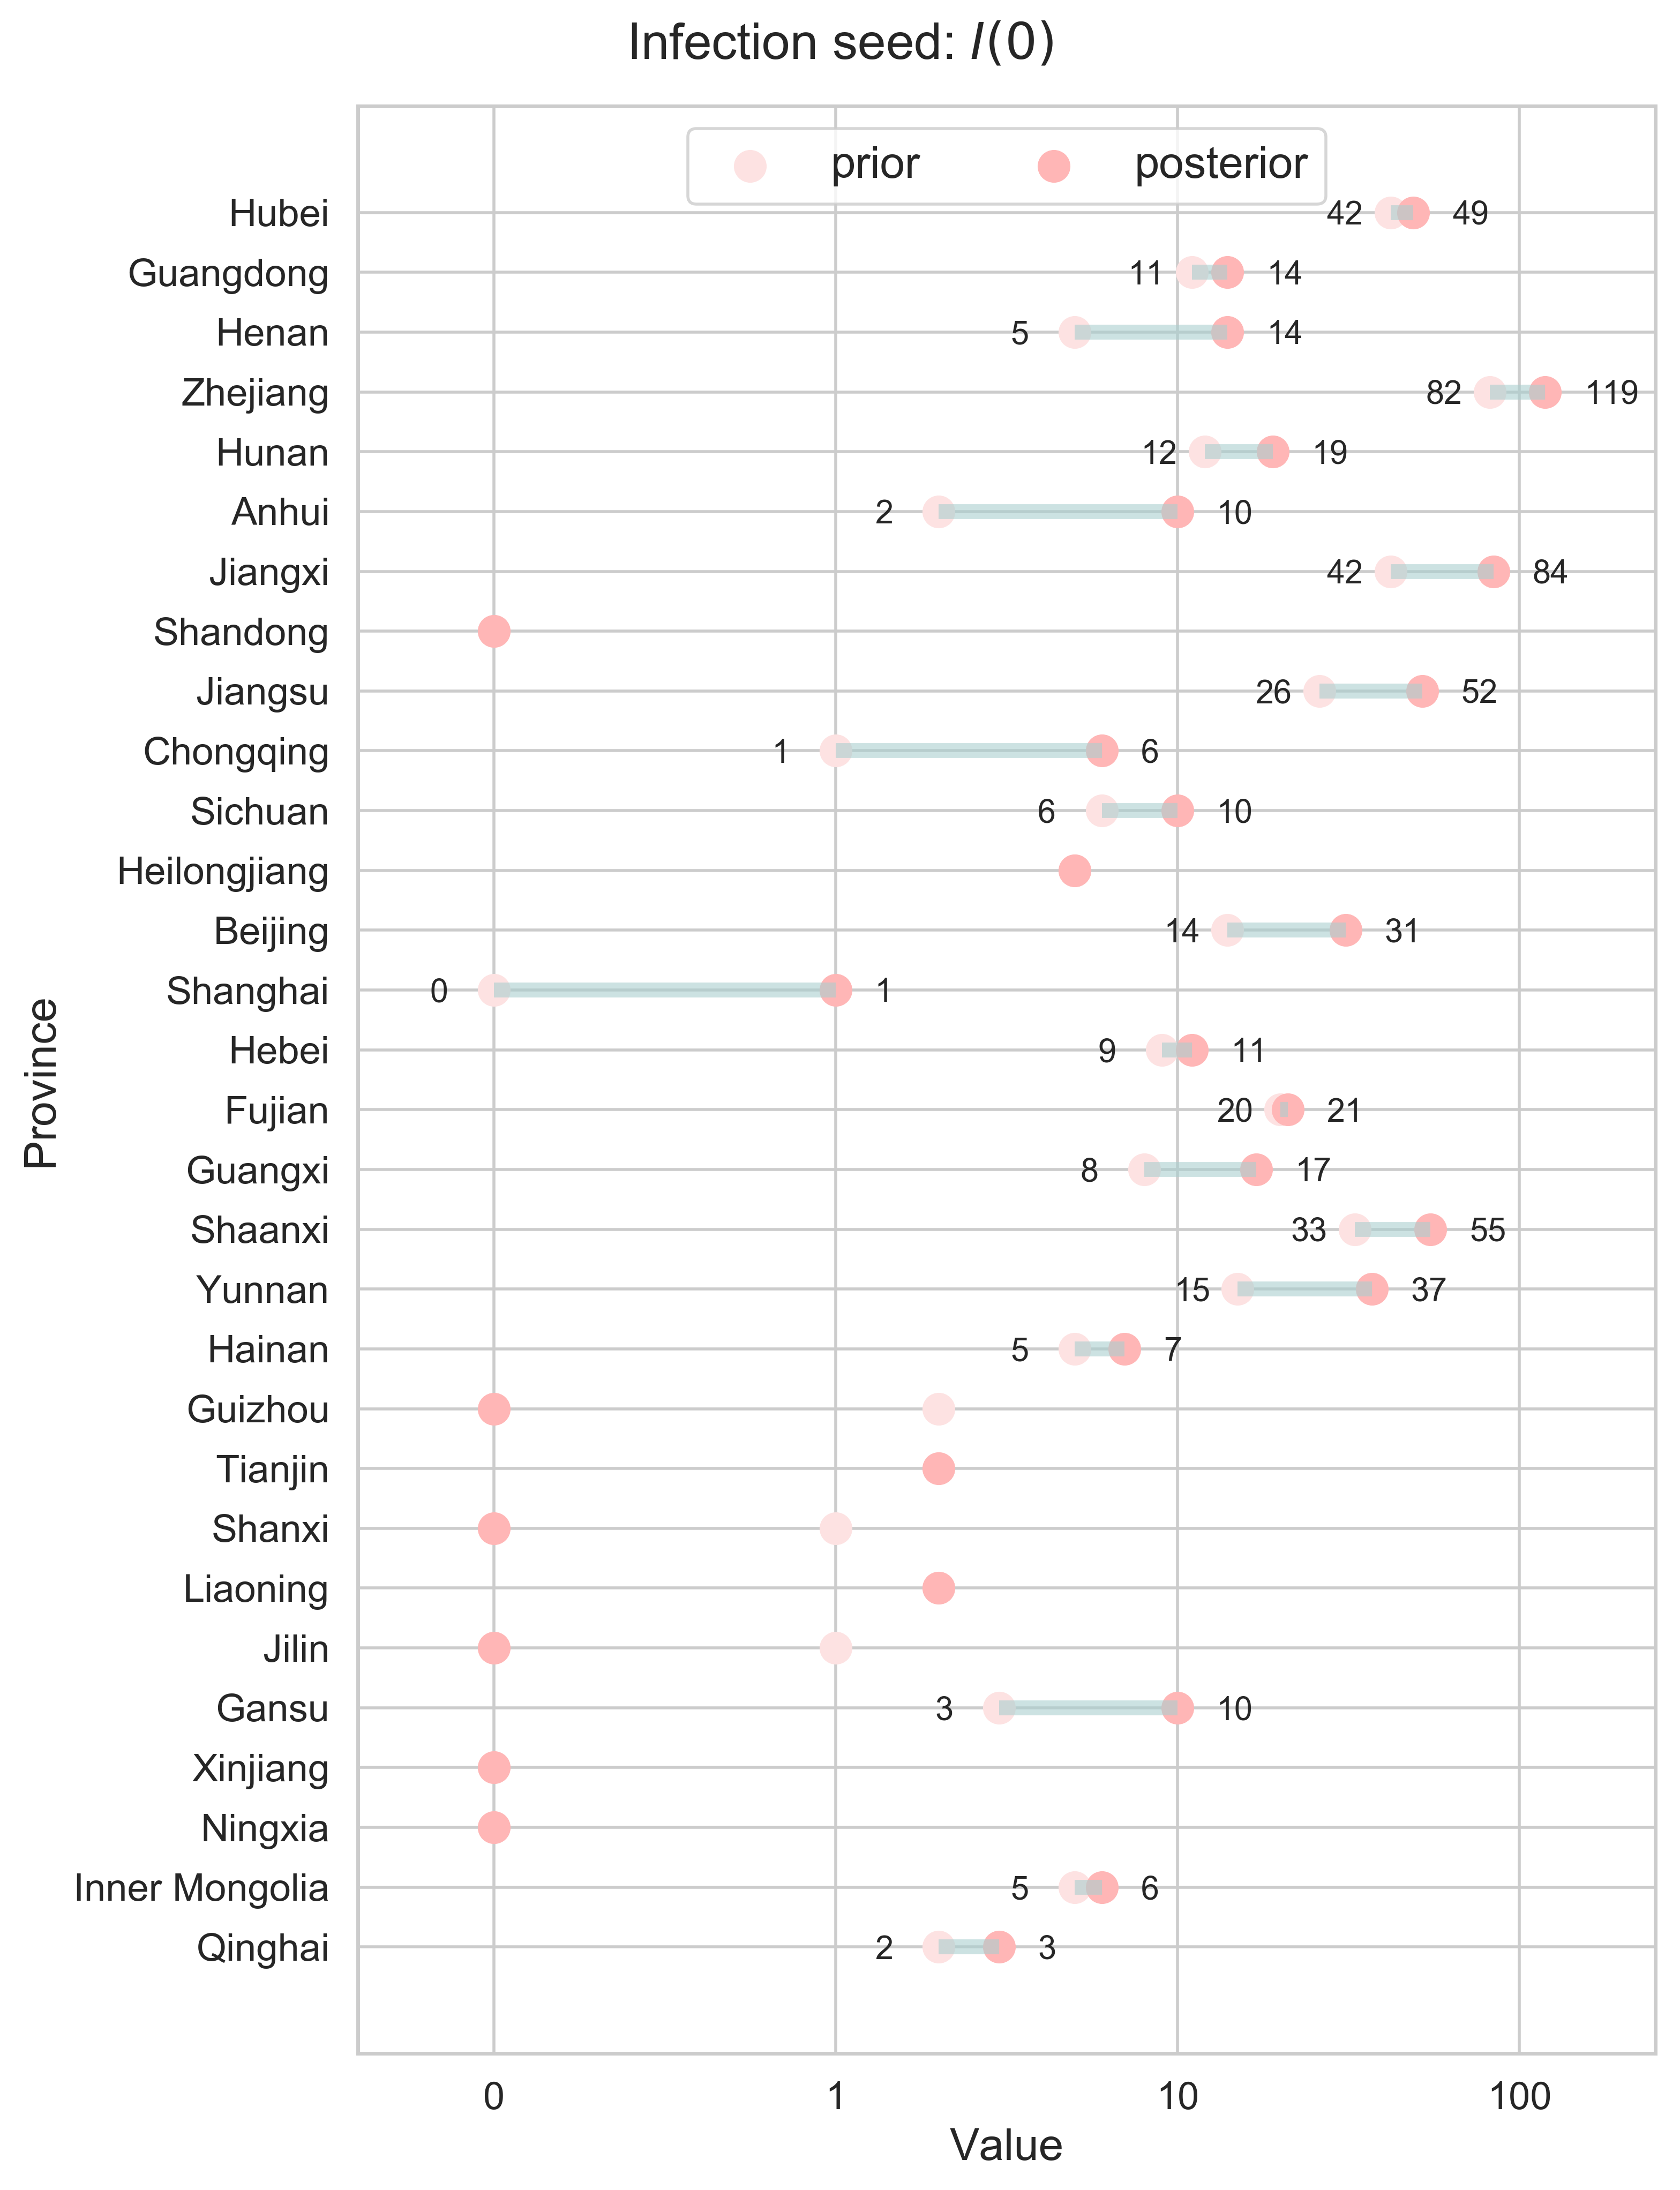 Infection seed: I(0)
prior posterior
Hubei 42 49
Guangdong 11 14
Henan 5 14
Zhejiang 82 119
Hunan 12 19
Anhui 2 10
Jiangxi 42 84
Shandong
Jiangsu 26 52
Chongqing 1 6
Sichuan 6 10
Heilongjiang
Beijing 14 31
Shanghai 0 1
Hebei 9 11
Fujian 20 21
Guangxi 8 17
Shaanxi 33 55
Yunnan 15 37
Hainan 5 7
Guizhou
Tianjin
Shanxi
Liaoning
Jilin
Gansu 3 10
Xinjiang
Ningxia
Inner Mongolia 5 6
Qinghai 2 3
Province
0 1 10 100
Value